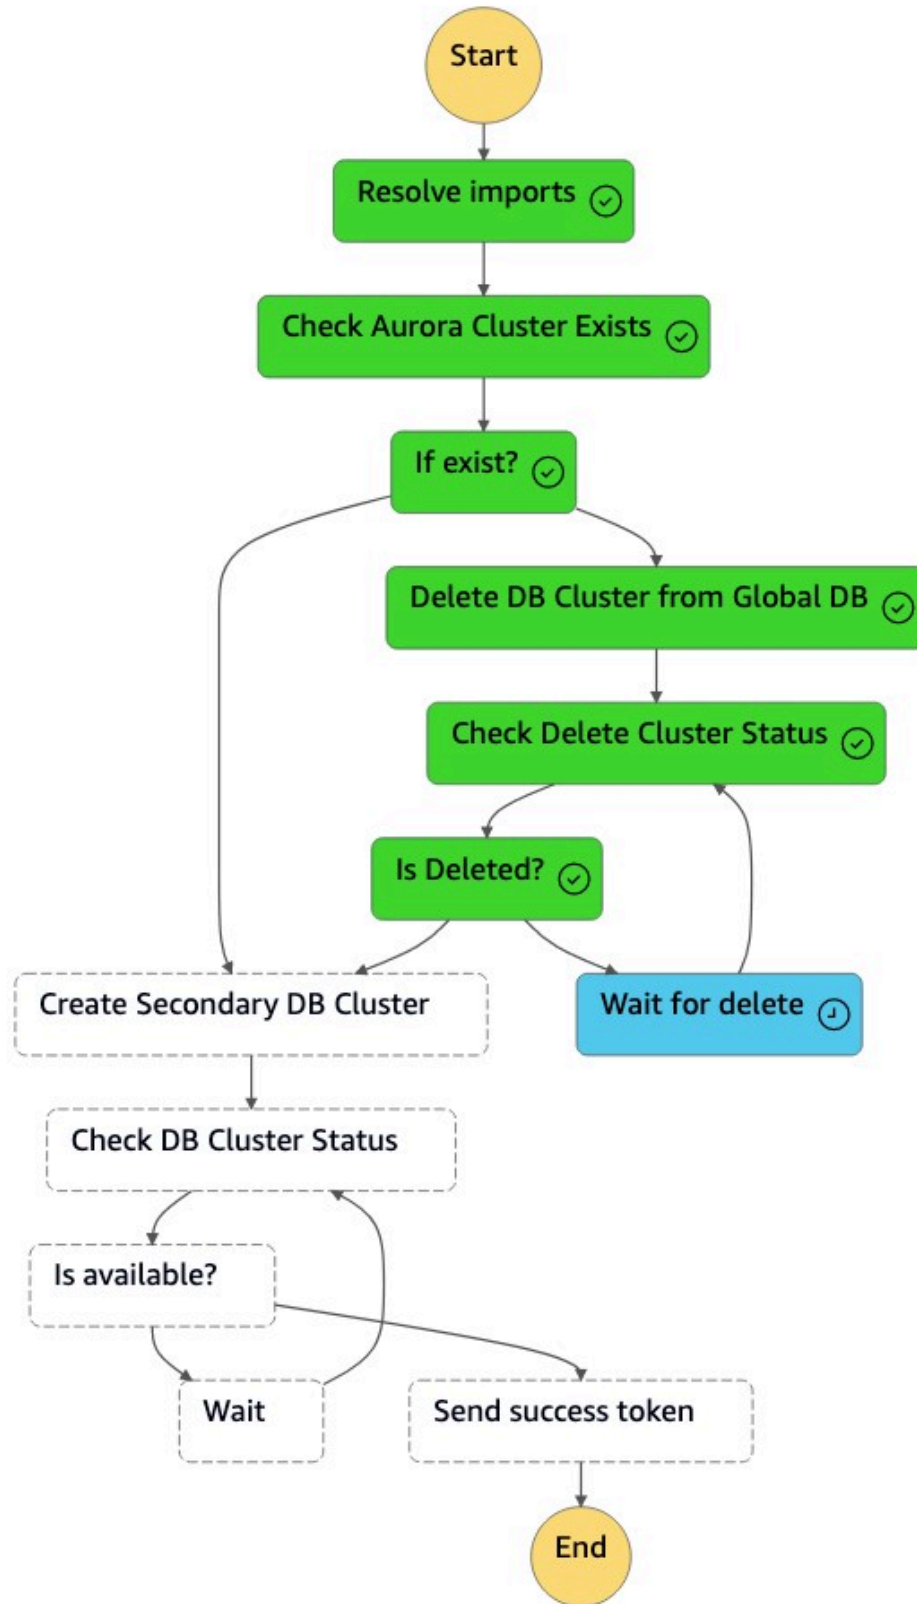 Start
Resolve imports
Check Aurora Cluster Exists
If exist?
Delete DB Cluster from Global DB
Check Delete Cluster Status
Is Deleted?
Create Secondary DB Cluster
Wait for delete
Check DB Cluster Status
Is available?
Wait
Send success token
End